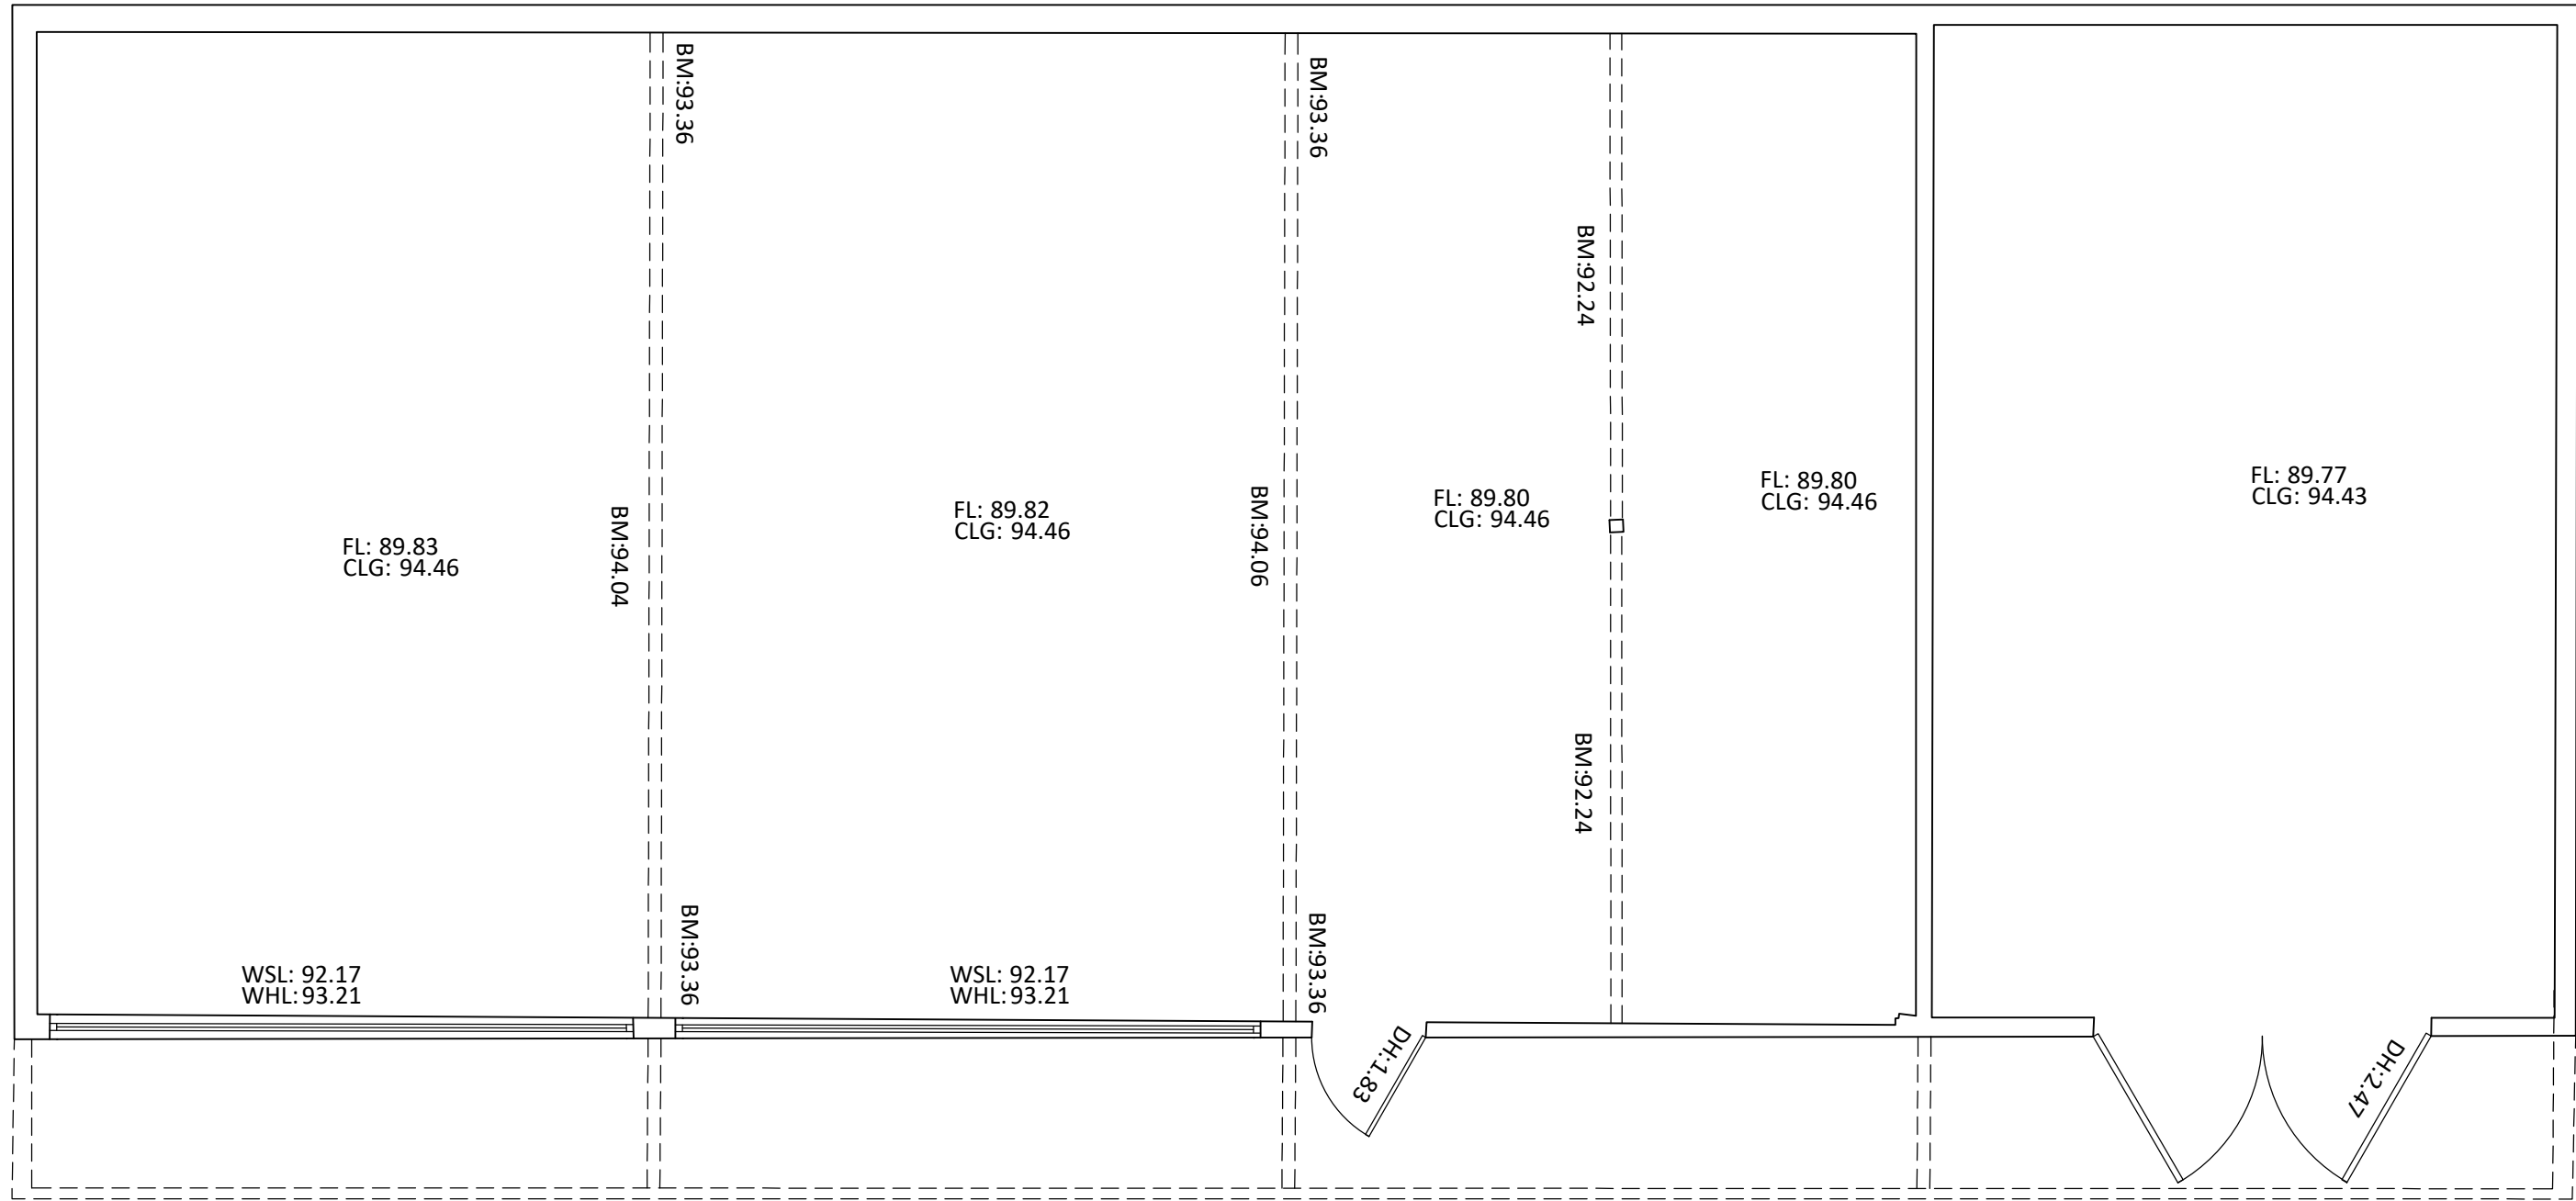 BM:93.36
BM:93.36
BM:92.24
FL: 89.83
CLG: 94.46
BM:94.04
FL: 89.82
CLG: 94.46
BM:94.06
FL: 89.80
CLG: 94.46
FL: 89.80
CLG: 94.46
FL: 89.77
CLG: 94.43
BM:92.24
WSL: 92.17
WHL: 93.21
BM:93.36
WSL: 92.17
WHL: 93.21
BM:93.36
DH:1.83
DH:2.47